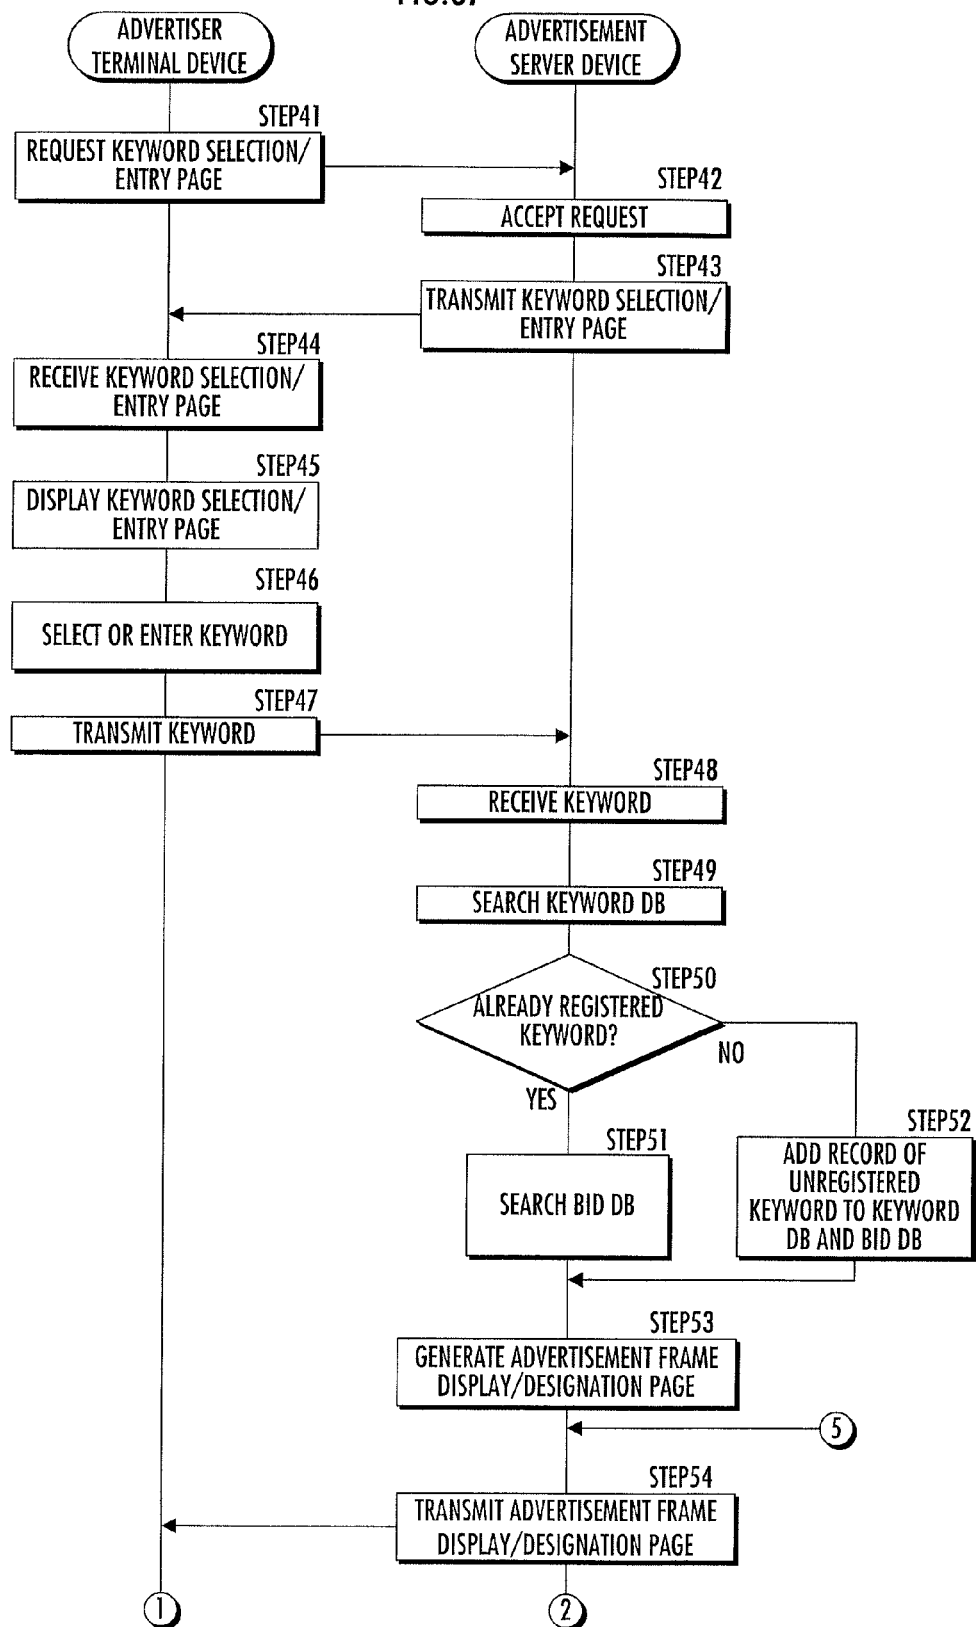 ADVERTISER
TERMINAL DEVICE
ADVERTISEMENT
SERVER DEVICE
STEP41
REQUEST KEYWORD SELECTION/
ENTRY PAGE
STEP42
ACCEPT REQUEST
STEP43
TRANSMIT KEYWORD SELECTION/
ENTRY PAGE
STEP44
RECEIVE KEYWORD SELECTION/
ENTRY PAGE
STEP45
DISPLAY KEYWORD SELECTION/
ENTRY PAGE
STEP46
SELECT OR ENTER KEYWORD
STEP47
TRANSMIT KEYWORD
STEP48
RECEIVE KEYWORD
STEP49
SEARCH KEYWORD DB
STEP50
ALREADY REGISTERED
KEYWORD?
NO
YES
STEP51
SEARCH BID DB
STEP52
ADD RECORD OF
UNREGISTERED
KEYWORD TO KEYWORD
DB AND BID DB
STEP53
GENERATE ADVERTISEMENT FRAME
DISPLAY/DESIGNATION PAGE
5
STEP54
TRANSMIT ADVERTISEMENT FRAME
DISPLAY/DESIGNATION PAGE
1
2